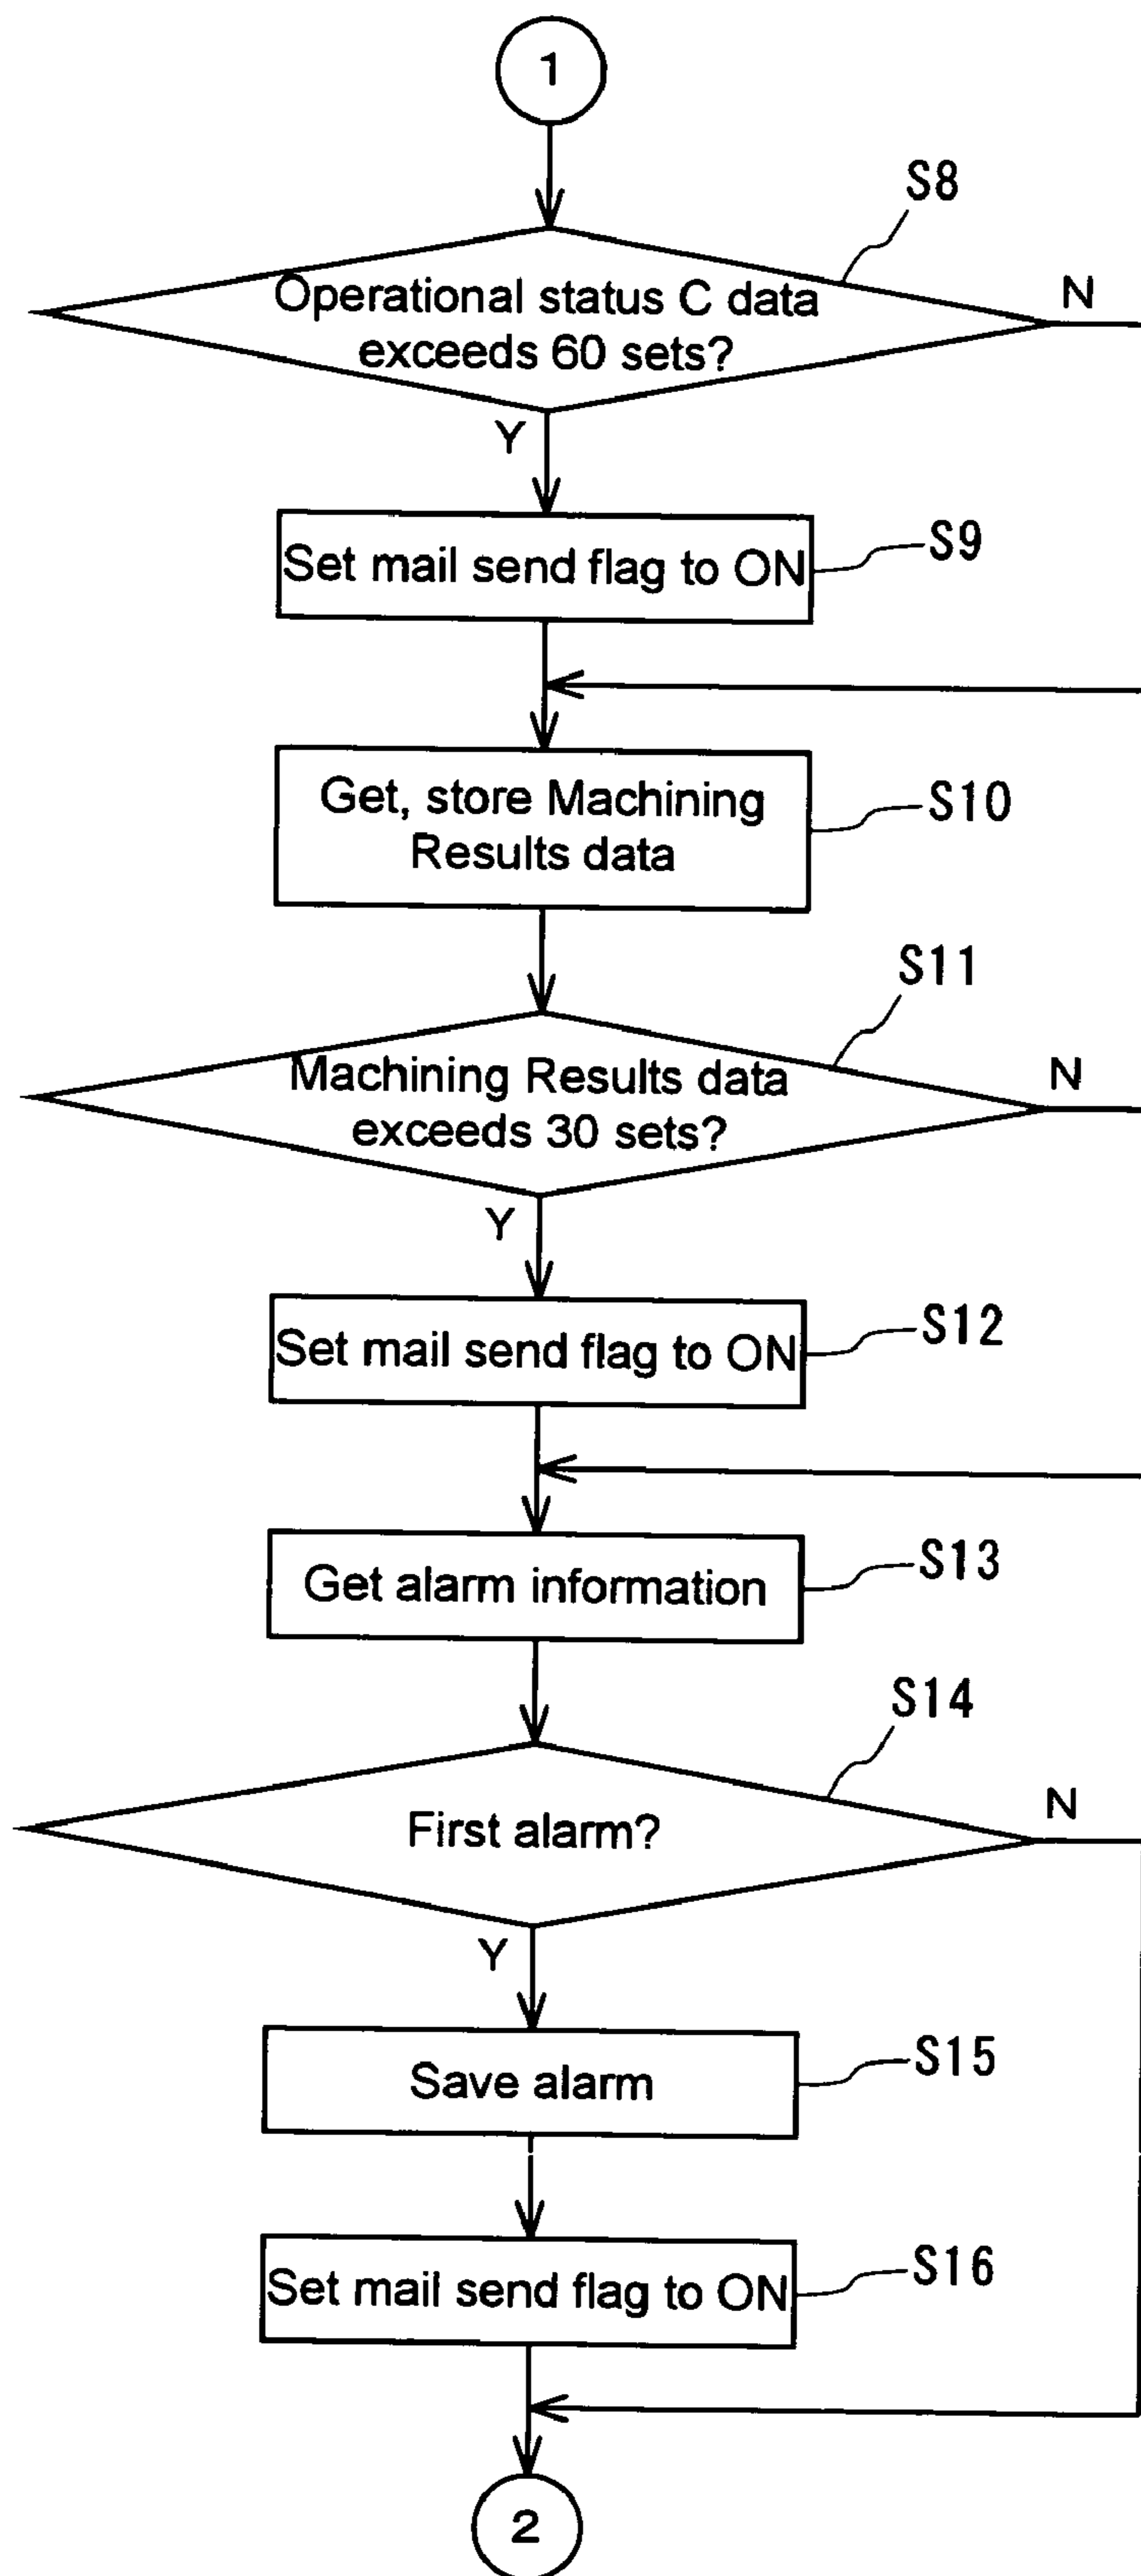 1
S8
Operational status C data
exceeds 60 sets?
N
Y
Set mail send flag to ON
S9
Get, store Machining
Results data
S10
S11
Machining Results data
exceeds 30 sets?
N
Y
Set mail send flag to ON
S12
Get alarm information
S13
S14
First alarm?
N
Y
Save alarm
S15
Set mail send flag to ON
S16
2